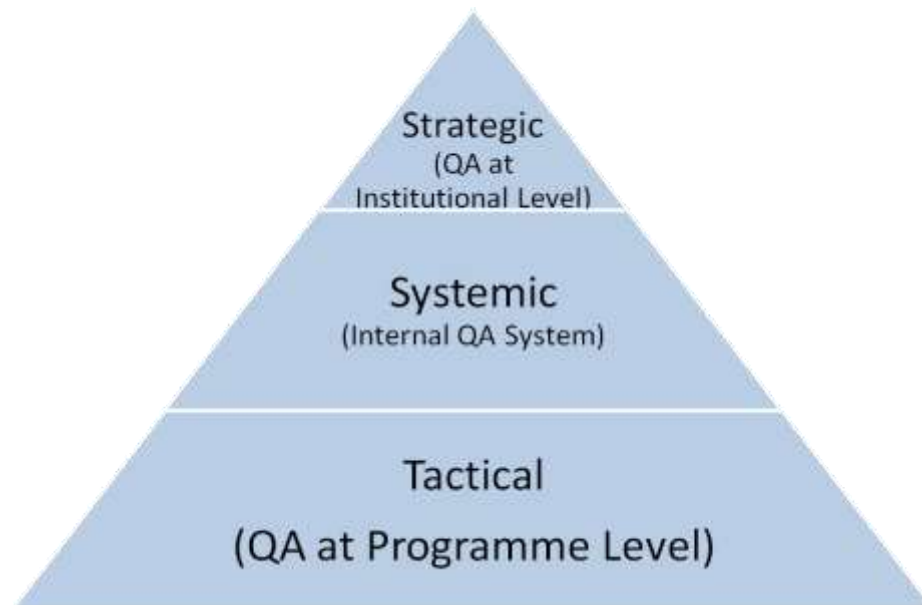 Strategic
(QA at
Institutional Level)
Systemic
(Internal QA System)
Tactical
(QA at Programme Level)